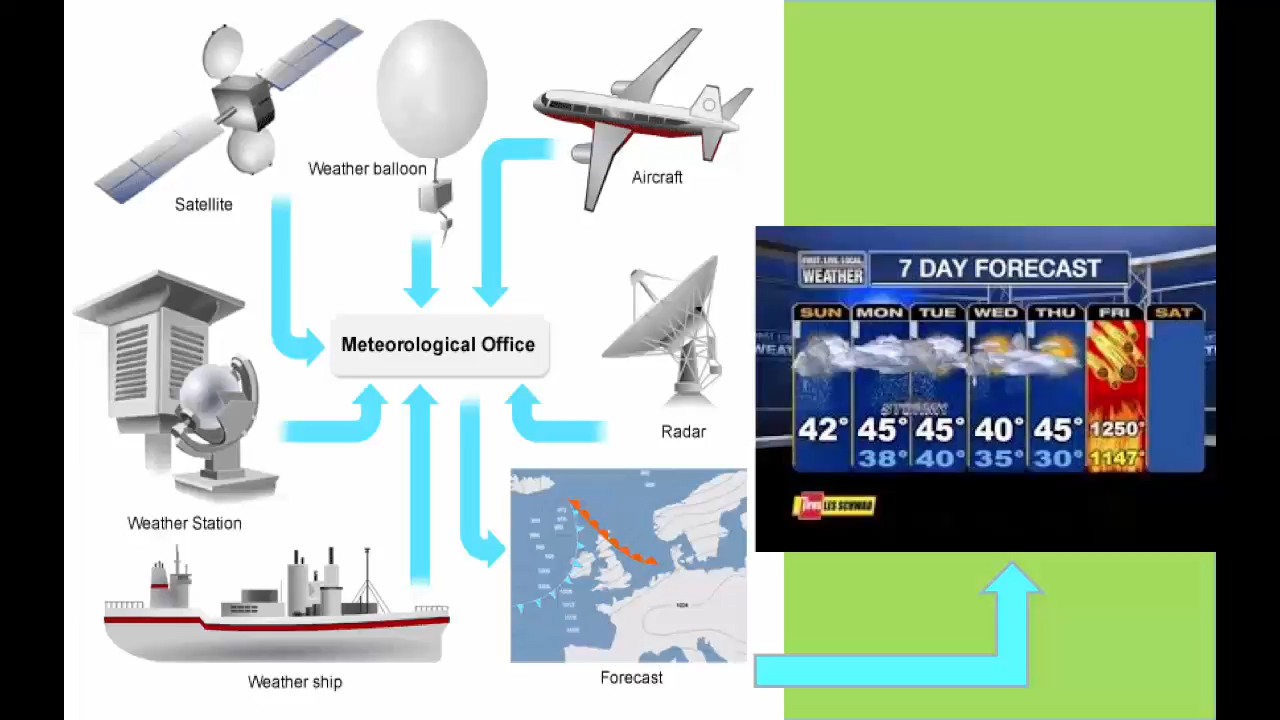 Satellite
Weather balloon
Aircraft
Meteorological Office
Radar
Weather Station
Weather ship
Forecast
1024
FIRST. LIVE. LOCAL.
WEATHER
7 DAY FORECAST
SUN MON TUE WED THU FRI SAT
STORMY
42° 45° 45° 40° 45° 1250°
38° 40° 35° 30° 1147°
LES SCHWAB